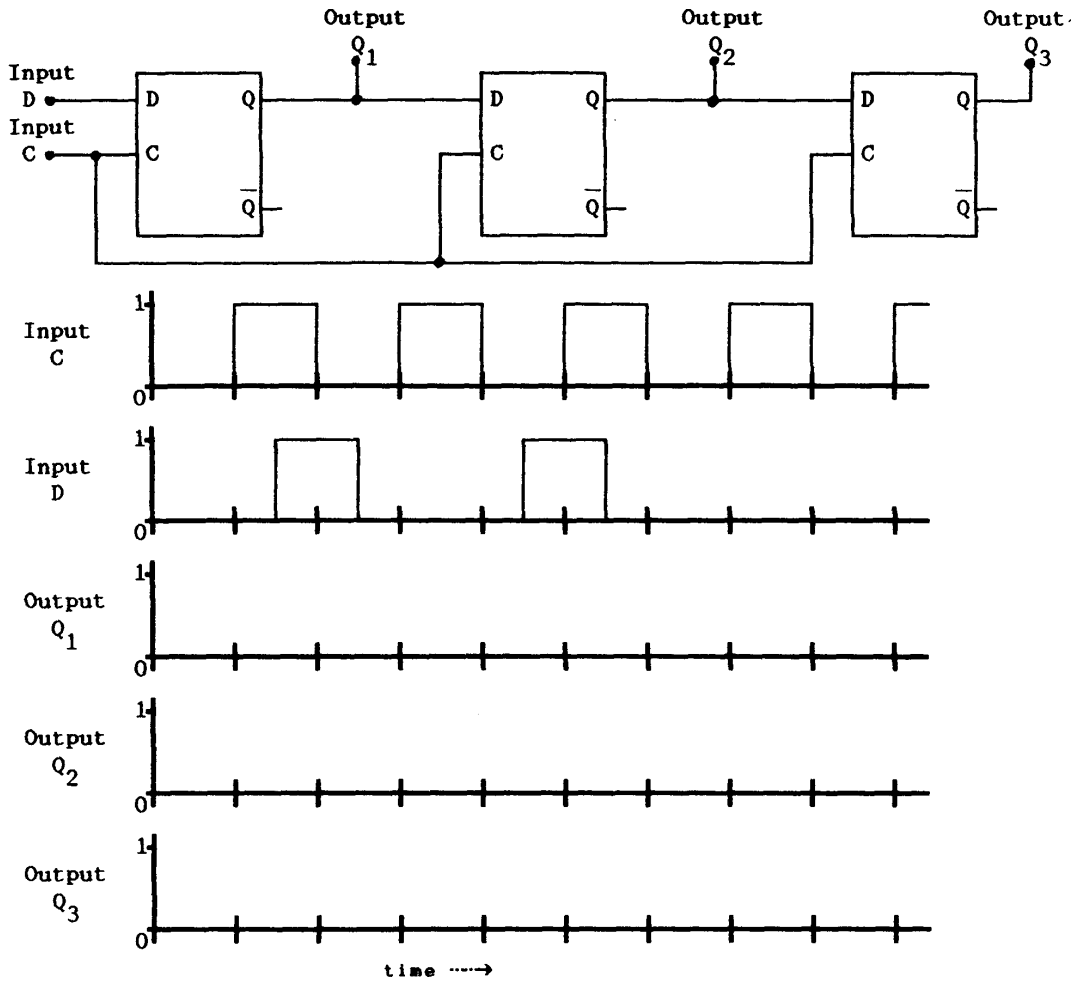 Output
Q1
Output
Q2
Output
Q3
Input
D
D
Q
D
Q
D
Q
Input
C
C
C
C
Q̅
Q̅
Q̅
Input
C
1
0
Input
D
1
0
Output
Q1
1
0
Output
Q2
1
0
Output
Q3
1
0
time ----→